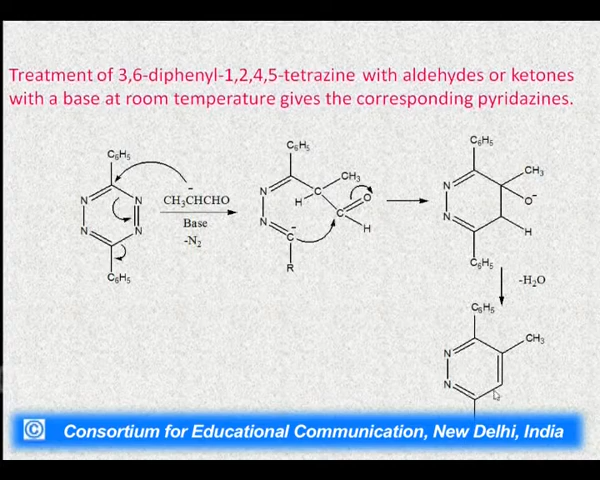 Treatment of 3,6-diphenyl-1,2,4,5-tetrazine with aldehydes or ketones
with a base at room temperature gives the corresponding pyridazines.
C₆H₅
N
N
N
N
C₆H₅
CH₃CHCHO
Base
-N₂
C₆H₅
CH₃
N
H
C
O
C
H
N
C
R
C₆H₅
CH₃
N
O⁻
N
H
C₆H₅
-H₂O
C₆H₅
CH₃
N
N
© Consortium for Educational Communication, New Delhi, India